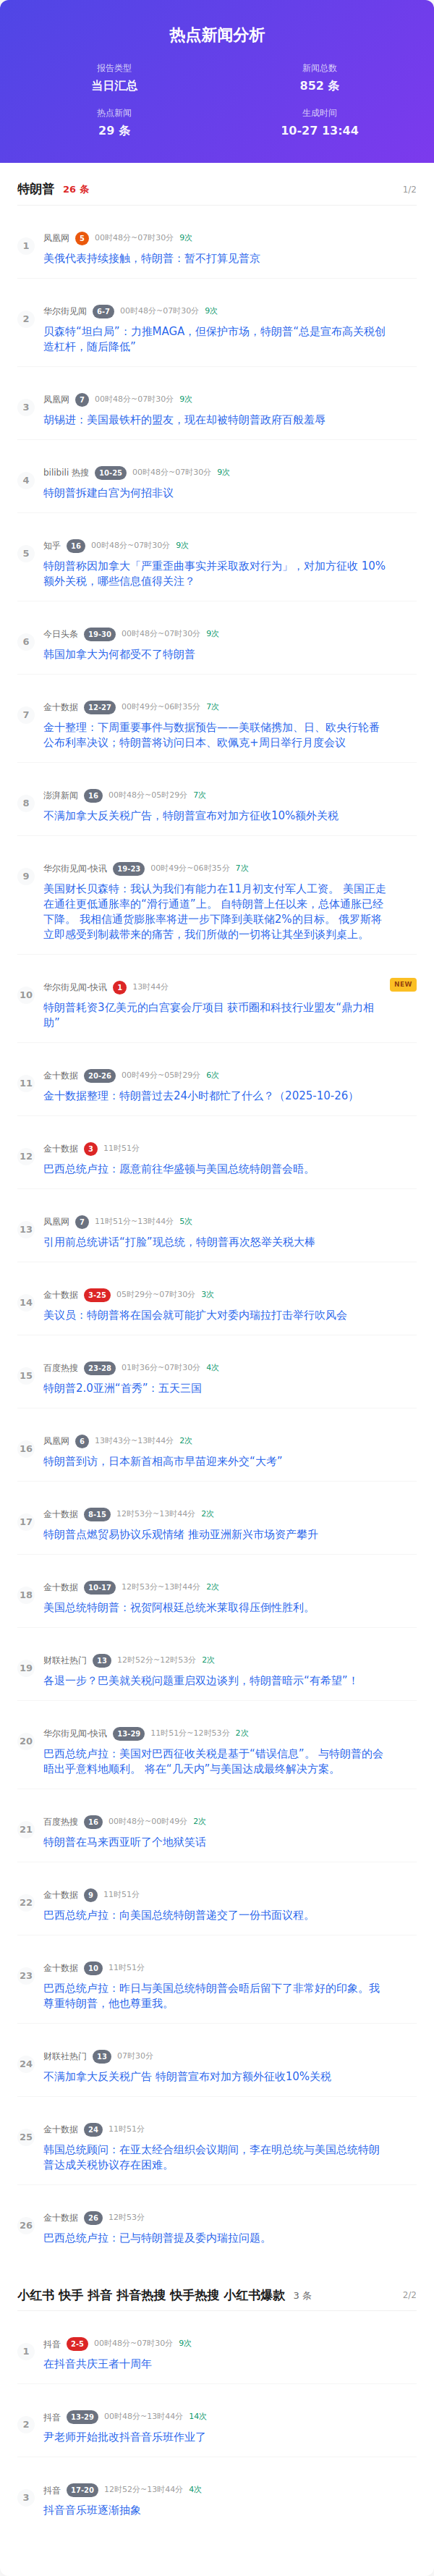 热点新闻分析
报告类型
新闻总数
当日汇总
852 条
热点新闻
生成时间
29 条
10-27 13:44
特朗普 26 条 1/2
1
凤凰网 5 00时48分~07时30分 9次
美俄代表持续接触，特朗普：暂不打算见普京
2
华尔街见闻 6-7 00时48分~07时30分 9次
贝森特“坦白局”：力推MAGA，但保护市场，特朗普“总是宣布高关税创
造杠杆，随后降低”
3
凤凰网 7 00时48分~07时30分 9次
胡锡进：美国最铁杆的盟友，现在却被特朗普政府百般羞辱
4
bilibili 热搜 10-25 00时48分~07时30分 9次
特朗普拆建白宫为何招非议
5
知乎 16 00时48分~07时30分 9次
特朗普称因加拿大「严重歪曲事实并采取敌对行为」，对加方征收 10%
额外关税，哪些信息值得关注？
6
今日头条 19-30 00时48分~07时30分 9次
韩国加拿大为何都受不了特朗普
7
金十数据 12-27 00时49分~06时35分 7次
金十整理：下周重要事件与数据预告——美联储携加、日、欧央行轮番
公布利率决议；特朗普将访问日本、欧佩克+周日举行月度会议
8
澎湃新闻 16 00时48分~05时29分 7次
不满加拿大反关税广告，特朗普宣布对加方征收10%额外关税
9
华尔街见闻-快讯 19-23 00时49分~06时35分 7次
美国财长贝森特：我认为我们有能力在11月初支付军人工资。 美国正走
在通往更低通胀率的“滑行通道”上。 自特朗普上任以来，总体通胀已经
下降。 我相信通货膨胀率将进一步下降到美联储2%的目标。 俄罗斯将
立即感受到制裁带来的痛苦，我们所做的一切将让其坐到谈判桌上。
10
华尔街见闻-快讯 1 13时44分
NEW
特朗普耗资3亿美元的白宫宴会厅项目 获币圈和科技行业盟友“鼎力相
助”
11
金十数据 20-26 00时49分~05时29分 6次
金十数据整理：特朗普过去24小时都忙了什么？（2025-10-26）
12
金十数据 3 11时51分
巴西总统卢拉：愿意前往华盛顿与美国总统特朗普会晤。
13
凤凰网 7 11时51分~13时44分 5次
引用前总统讲话“打脸”现总统，特朗普再次怒举关税大棒
14
金十数据 3-25 05时29分~07时30分 3次
美议员：特朗普将在国会就可能扩大对委内瑞拉打击举行吹风会
15
百度热搜 23-28 01时36分~07时30分 4次
特朗普2.0亚洲“首秀”：五天三国
16
凤凰网 6 13时43分~13时44分 2次
特朗普到访，日本新首相高市早苗迎来外交“大考”
17
金十数据 8-15 12时53分~13时44分 2次
特朗普点燃贸易协议乐观情绪 推动亚洲新兴市场资产攀升
18
金十数据 10-17 12时53分~13时44分 2次
美国总统特朗普：祝贺阿根廷总统米莱取得压倒性胜利。
19
财联社热门 13 12时52分~12时53分 2次
各退一步？巴美就关税问题重启双边谈判，特朗普暗示“有希望”！
20
华尔街见闻-快讯 13-29 11时51分~12时53分 2次
巴西总统卢拉：美国对巴西征收关税是基于“错误信息”。 与特朗普的会
晤出乎意料地顺利。 将在“几天内”与美国达成最终解决方案。
21
百度热搜 16 00时48分~00时49分 2次
特朗普在马来西亚听了个地狱笑话
22
金十数据 9 11时51分
巴西总统卢拉：向美国总统特朗普递交了一份书面议程。
23
金十数据 10 11时51分
巴西总统卢拉：昨日与美国总统特朗普会晤后留下了非常好的印象。我
尊重特朗普，他也尊重我。
24
财联社热门 13 07时30分
不满加拿大反关税广告 特朗普宣布对加方额外征收10%关税
25
金十数据 24 11时51分
韩国总统顾问：在亚太经合组织会议期间，李在明总统与美国总统特朗
普达成关税协议存在困难。
26
金十数据 26 12时53分
巴西总统卢拉：已与特朗普提及委内瑞拉问题。
小红书 快手 抖音 抖音热搜 快手热搜 小红书爆款 3 条 2/2
1
抖音 2-5 00时48分~07时30分 9次
在抖音共庆王者十周年
2
抖音 13-29 00时48分~13时44分 14次
尹老师开始批改抖音音乐班作业了
3
抖音 17-20 12时52分~13时44分 4次
抖音音乐班逐渐抽象